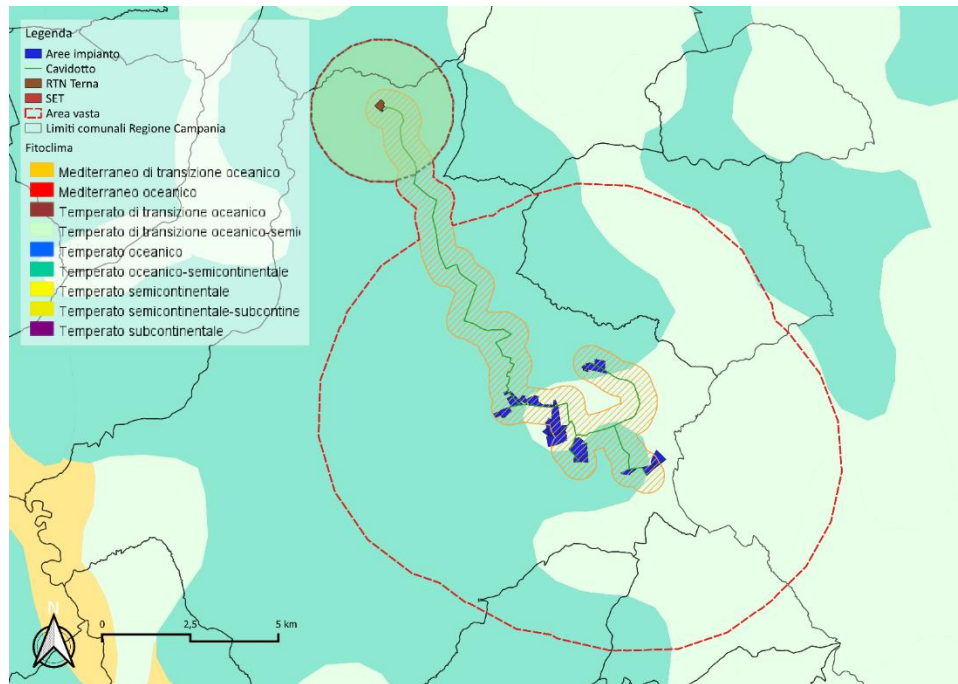 Legenda
Aree impianto
Cavidotto
RTN Terna
SET
Area vasta
Limiti comunali Regione Campania
Fitoclima
Mediterraneo di transizione oceanico
Mediterraneo oceanico
Temperato di transizione oceanico
Temperato di transizione oceanico-semi
Temperato oceanico
Temperato oceanico-semicontinentale
Temperato semicontinentale
Temperato semicontinentale-subcontine
Temperato subcontinentale
N
0 2,5 5 km